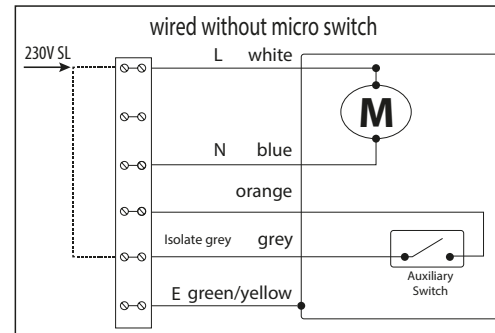 wired without micro switch
230V SL
L white
M
N blue
orange
Isolate grey grey
Auxiliary
Switch
E green/yellow